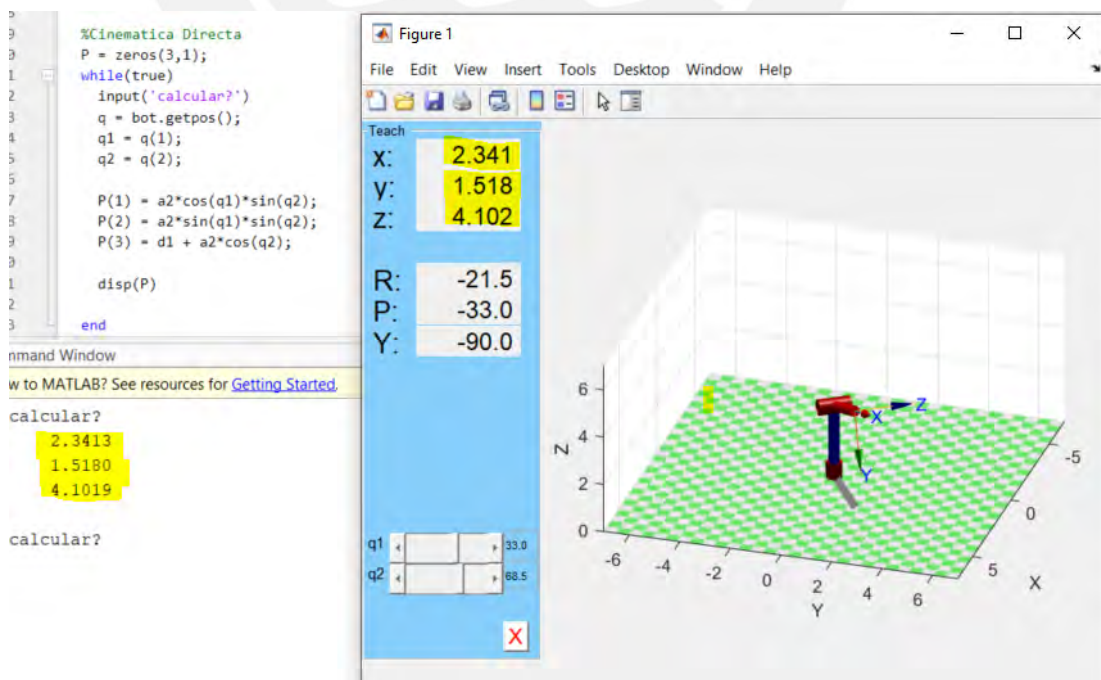 %Cinematica Directa
P = zeros(3,1);
while(true)
input('calcular?')
q = bot.getpos();
q1 = q(1);
q2 = q(2);
P(1) = a2*cos(q1)*sin(q2);
P(2) = a2*sin(q1)*sin(q2);
P(3) = d1 + a2*cos(q2);
disp(P)
end
mmand Window
w to MATLAB? See resources for Getting Started.
calcular?
2.3413
1.5180
4.1019
calcular?
Figure 1
File Edit View Insert Tools Desktop Window Help
Teach
x: 2.341
y: 1.518
z: 4.102
R: -21.5
P: -33.0
Y: -90.0
q1 33.0
q2 68.5
X
Z
6
4
2
0
-6 -4 -2 0 2 4 6
Y
-5
0
5
X
X
Y
Z